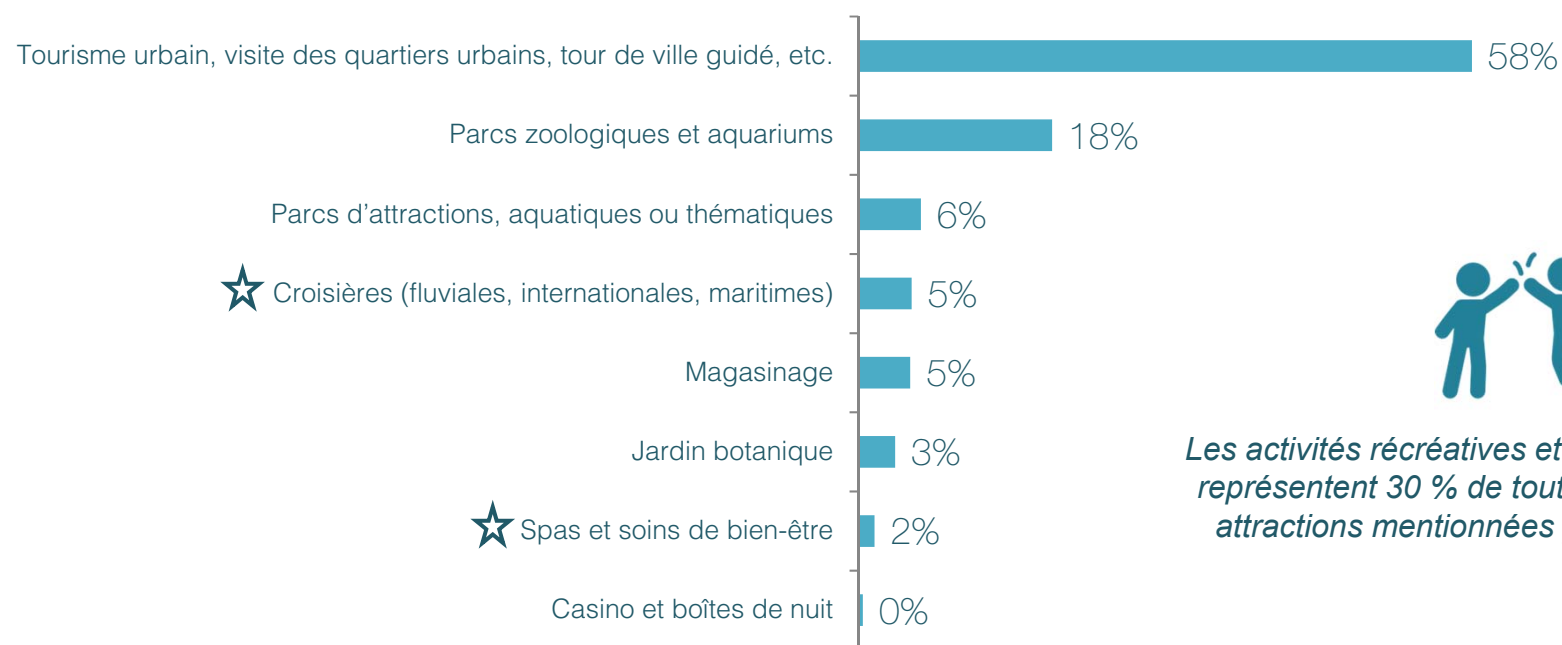 Tourisme urbain, visite des quartiers urbains, tour de ville guidé, etc. 58%
Parcs zoologiques et aquariums 18%
Parcs d'attractions, aquatiques ou thématiques 6%
Croisières (fluviales, internationales, maritimes) 5%
Magasinage 5%
Jardin botanique 3%
Spas et soins de bien-être 2%
Casino et boîtes de nuit 0%
Les activités récréatives et
représentent 30 % de tout
attractions mentionnées